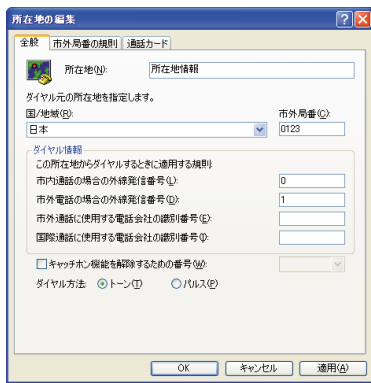 所在地の編集
全般 市外局番の規則 通話カード
所在地(N): 所在地情報
ダイヤル元の所在地を指定します。
国/地域(R): 市外局番(C):
日本 0123
ダイヤル情報
この所在地からダイヤルするときに適用する規則:
市内通話の場合の外線発信番号(L): 0
市外電話の場合の外線発信番号(D): 1
市外通話に使用する電話会社の識別番号(E):
国際通話に使用する電話会社の識別番号(I):
キャッチホン機能を解除するための番号(W):
ダイヤル方法: トーン(T) パルス(P)
OK キャンセル 適用(A)